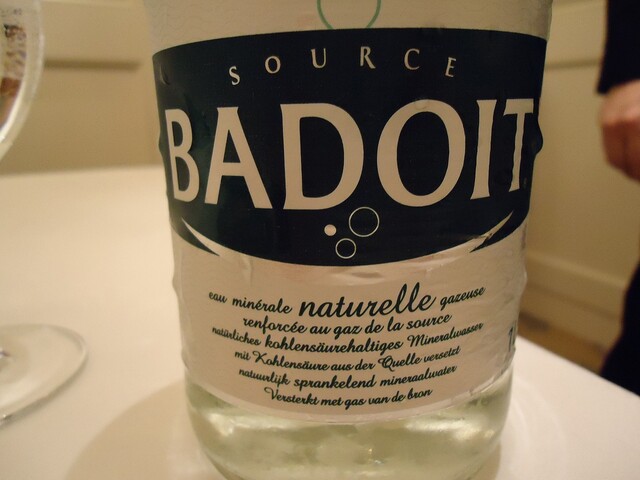 SOURCE
BADOIT
eau minérale naturelle gazeuse
renforcée au gaz de la source
natürliches kohlensäurehaltiges Mineralwasser
mit Kohlensäure aus der Quelle versetzt
natuurlijk sprankelend mineraalwater
Versterkt met gas van de bron